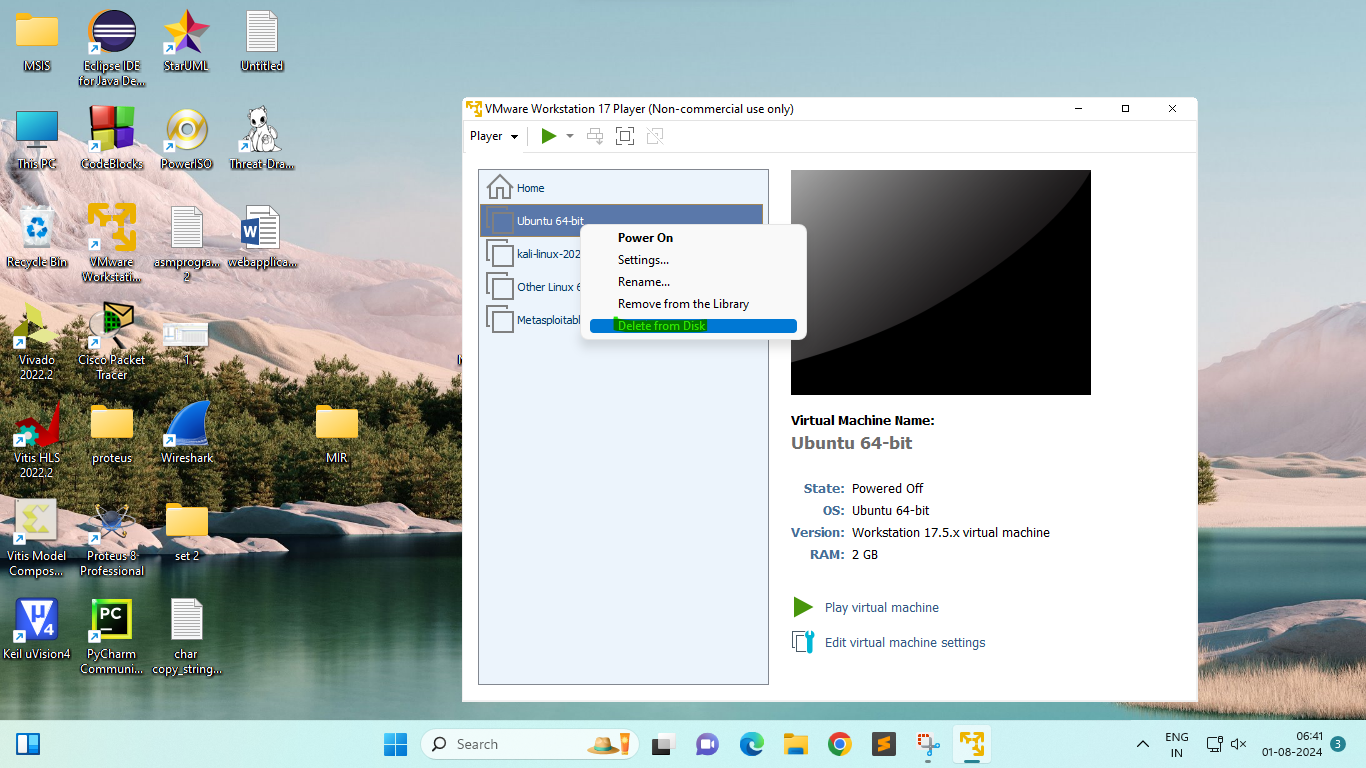 MSIS
Eclipse IDE
for Java De...
StarUML
Untitled
This PC
CodeBlocks
PowerISO
Threat-Dra...
Recycle Bin
VMware
Workstati...
asmprogra...
2
webapplica...
Vivado
2022.2
Cisco Packet
Tracer
1
Vitis HLS
2022.2
proteus
Wireshark
MIR
Vitis Model
Compos...
Proteus 8
Professional
set 2
Keil uVision4
PC
PyCharm
Communi...
char
copy_string...
VMware Workstation 17 Player (Non-commercial use only)
Player
Home
Ubuntu 64-bit
kali-linux-202
Other Linux 6
Metasploitabl
Power On
Settings...
Rename...
Remove from the Library
Delete from Disk
Virtual Machine Name:
Ubuntu 64-bit
State: Powered Off
OS: Ubuntu 64-bit
Version: Workstation 17.5.x virtual machine
RAM: 2 GB
Play virtual machine
Edit virtual machine settings
Search
ENG
IN
06:41
01-08-2024
3